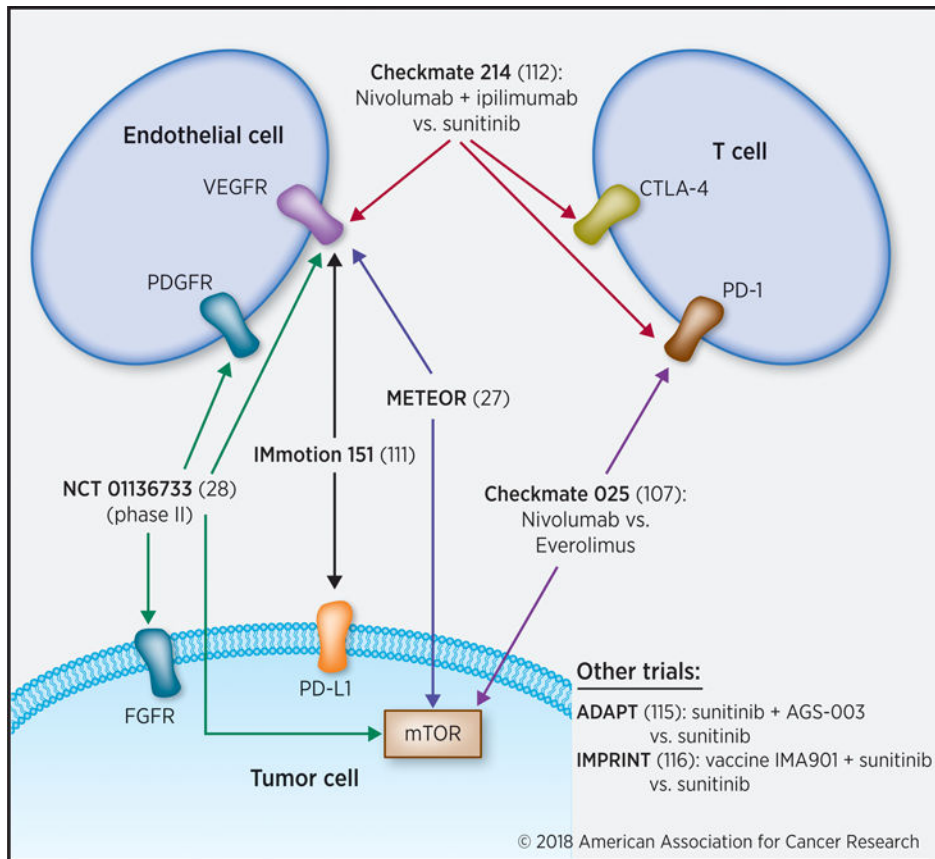 Checkmate 214 (112):
Nivolumab + ipilimumab
vs. sunitinib
Endothelial cell
VEGFR
PDGFR
T cell
CTLA-4
PD-1
METEOR (27)
IMmotion 151 (111)
NCT 01136733 (28)
(phase II)
Checkmate 025 (107):
Nivolumab vs.
Everolimus
FGFR
PD-L1
mTOR
Tumor cell
Other trials:
ADAPT (115): sunitinib + AGS-003
vs. sunitinib
IMPRINT (116): vaccine IMA901 + sunitinib
vs. sunitinib
© 2018 American Association for Cancer Research